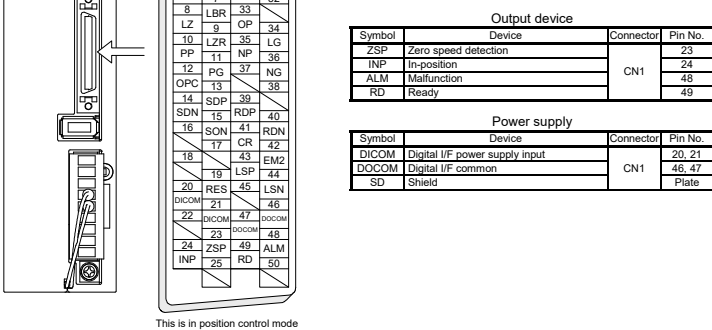 8 33
LBR
LZ OP
9 34
10 35
LZR LG
PP NP
11 36
12 37
PG NG
OPC
13 38
14 39
SDP
SDN RDP
15 40
16 41
SON RDN
CR
17 42
18 43
EM2
LSP
19 44
20 45
RES LSN
DICOM
21 46
22 47
DICOM DOCOM
DOCOM
23 48
24 49
ZSP ALM
INP RD
25 50
This is in position control mode
Output device
Symbol Device Connector Pin No.
ZSP Zero speed detection CN1 23
INP In-position 24
ALM Malfunction 48
RD Ready 49
Power supply
Symbol Device Connector Pin No.
DICOM Digital I/F power supply input CN1 20, 21
DOCOM Digital I/F common 46, 47
SD Shield Plate